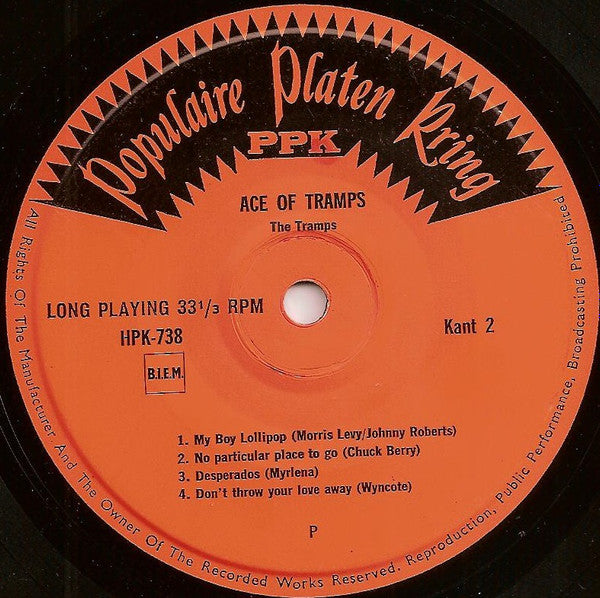 Populaire Platen Kring
PPK
ACE OF TRAMPS
The Tramps
LONG PLAYING 33 1/3 RPM
HPK-738
Kant 2
B.I.E.M.
1. My Boy Lollipop (Morris Levy/Johnny Roberts)
2. No particular place to go (Chuck Berry)
3. Desperados (Myrlena)
4. Don't throw your love away (Wyncote)
P
All Rights Of The Manufacturer And The Owner Of The Recorded Works Reserved. Reproduction, Public Performance, Broadcasting Prohibited